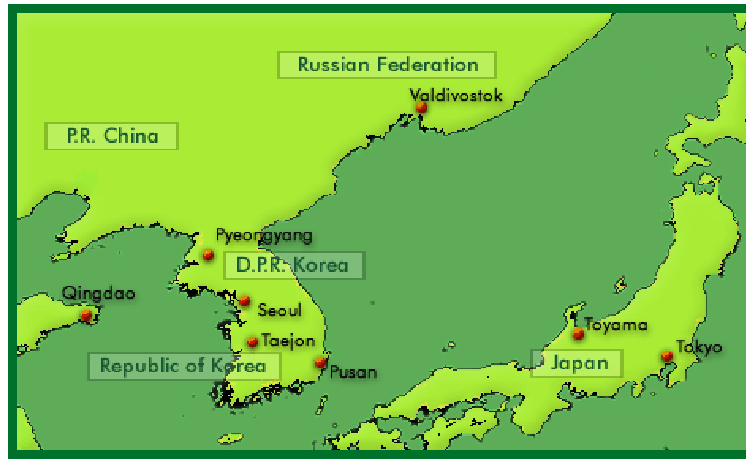 Russian Federation
Valdivostok
P.R. China
Pyeongyang
D.P.R. Korea
Qingdao
Seoul
Toyama
Taejon
Tokyo
Republic of Korea
Pusan
Japan